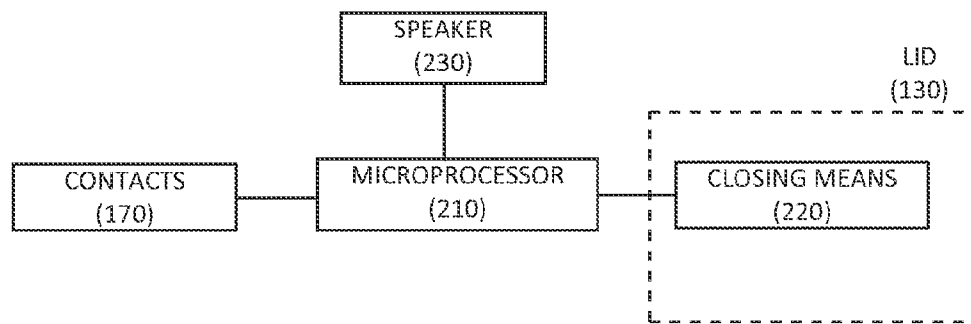 SPEAKER
(230)
LID
(130)
CONTACTS
(170)
MICROPROCESSOR
(210)
CLOSING MEANS
(220)